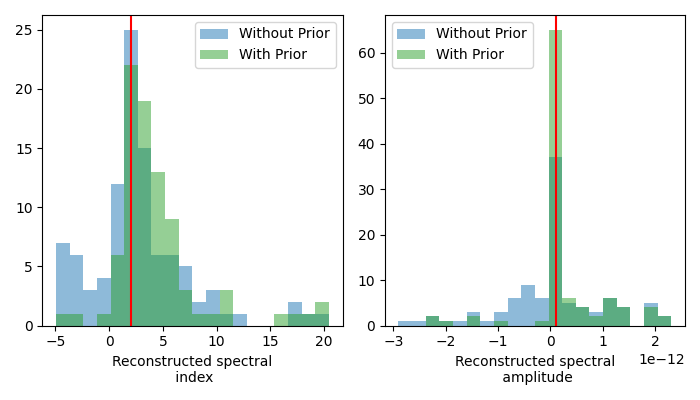 25
20
15
10
5
0
Without Prior
With Prior
−5
0
5
10
15
20
Reconstructed spectral
index
60
50
40
30
20
10
0
Without Prior
With Prior
−3
−2
−1
0
1
2
1e−12
Reconstructed spectral
amplitude